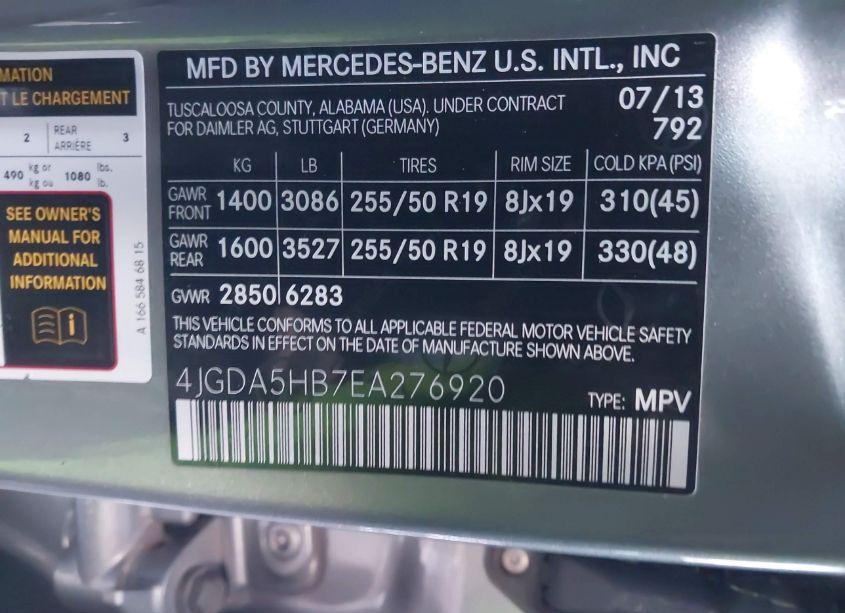 MATION
T LE CHARGEMENT
2 REAR ARRIÈRE 3
490 kg or kg ou 1080 lbs. lb.
SEE OWNER'S
MANUAL FOR
ADDITIONAL
INFORMATION
A 166 584 68 15
MFD BY MERCEDES-BENZ U.S. INTL., INC
TUSCALOOSA COUNTY, ALABAMA (USA). UNDER CONTRACT
FOR DAIMLER AG, STUTTGART (GERMANY)
07/13
792
KG LB TIRES RIM SIZE COLD KPA (PSI)
GAWR FRONT 1400 3086 255/50 R19 8Jx19 310(45)
GAWR REAR 1600 3527 255/50 R19 8Jx19 330(48)
GVWR 2850 6283
THIS VEHICLE CONFORMS TO ALL APPLICABLE FEDERAL MOTOR VEHICLE SAFETY
STANDARDS IN EFFECT ON THE DATE OF MANUFACTURE SHOWN ABOVE.
4JGDA5HB7EA276920
TYPE: MPV